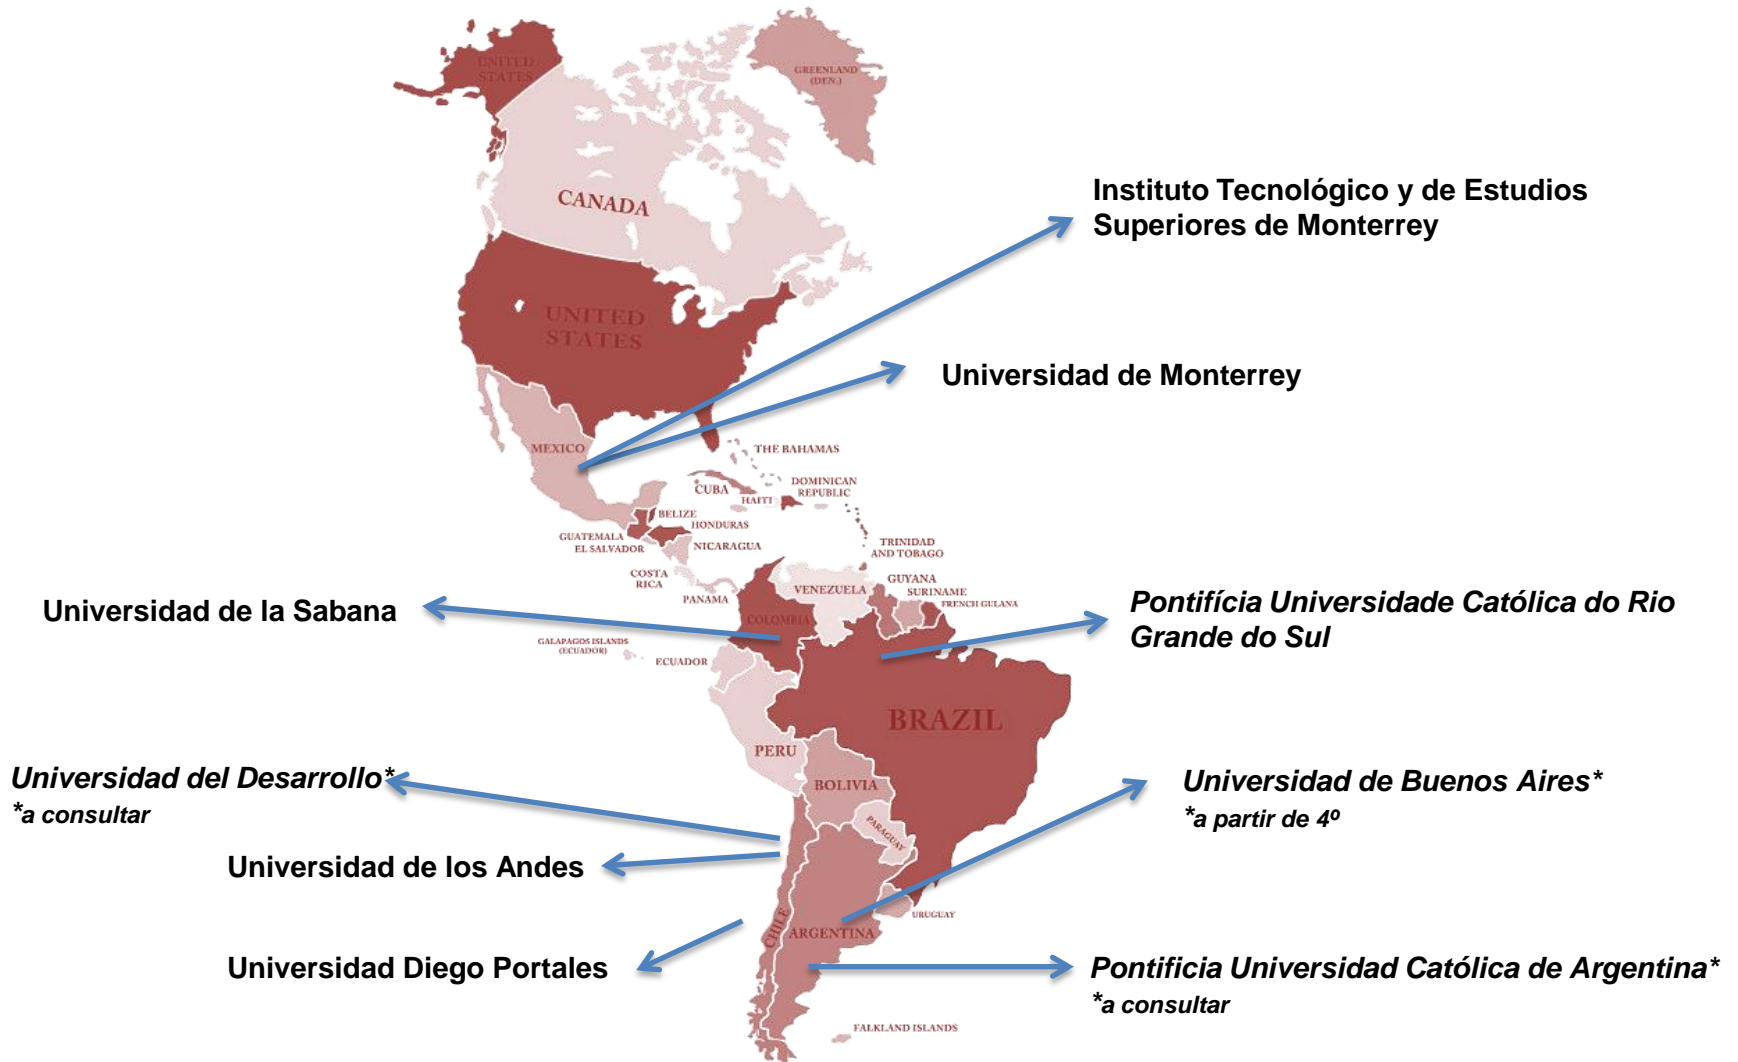 UNITED
STATES
GREENLAND
(DEN.)
CANADA
Instituto Tecnológico y de Estudios
Superiores de Monterrey
UNITED
STATES
Universidad de Monterrey
MEXICO
THE BAHAMAS
CUBA
HAITI
DOMINICAN
REPUBLIC
BELIZE
HONDURAS
GUATEMALA
EL SALVADOR
NICARAGUA
TRINIDAD
AND TOBAGO
COSTA
RICA
PANAMA
VENEZUELA
GUYANA
SURINAME
FRENCH GUIANA
Universidad de la Sabana
COLOMBIA
Pontifícia Universidade Católica do Rio
Grande do Sul
GALAPAGOS ISLANDS
(ECUADOR)
ECUADOR
BRAZIL
PERU
BOLIVIA
Universidad del Desarrollo*
*a consultar
Universidad de Buenos Aires*
*a partir de 4º
PARAGUAY
Universidad de los Andes
URUGUAY
CHILE
ARGENTINA
Universidad Diego Portales
Pontificia Universidad Católica de Argentina*
*a consultar
FALKLAND ISLANDS